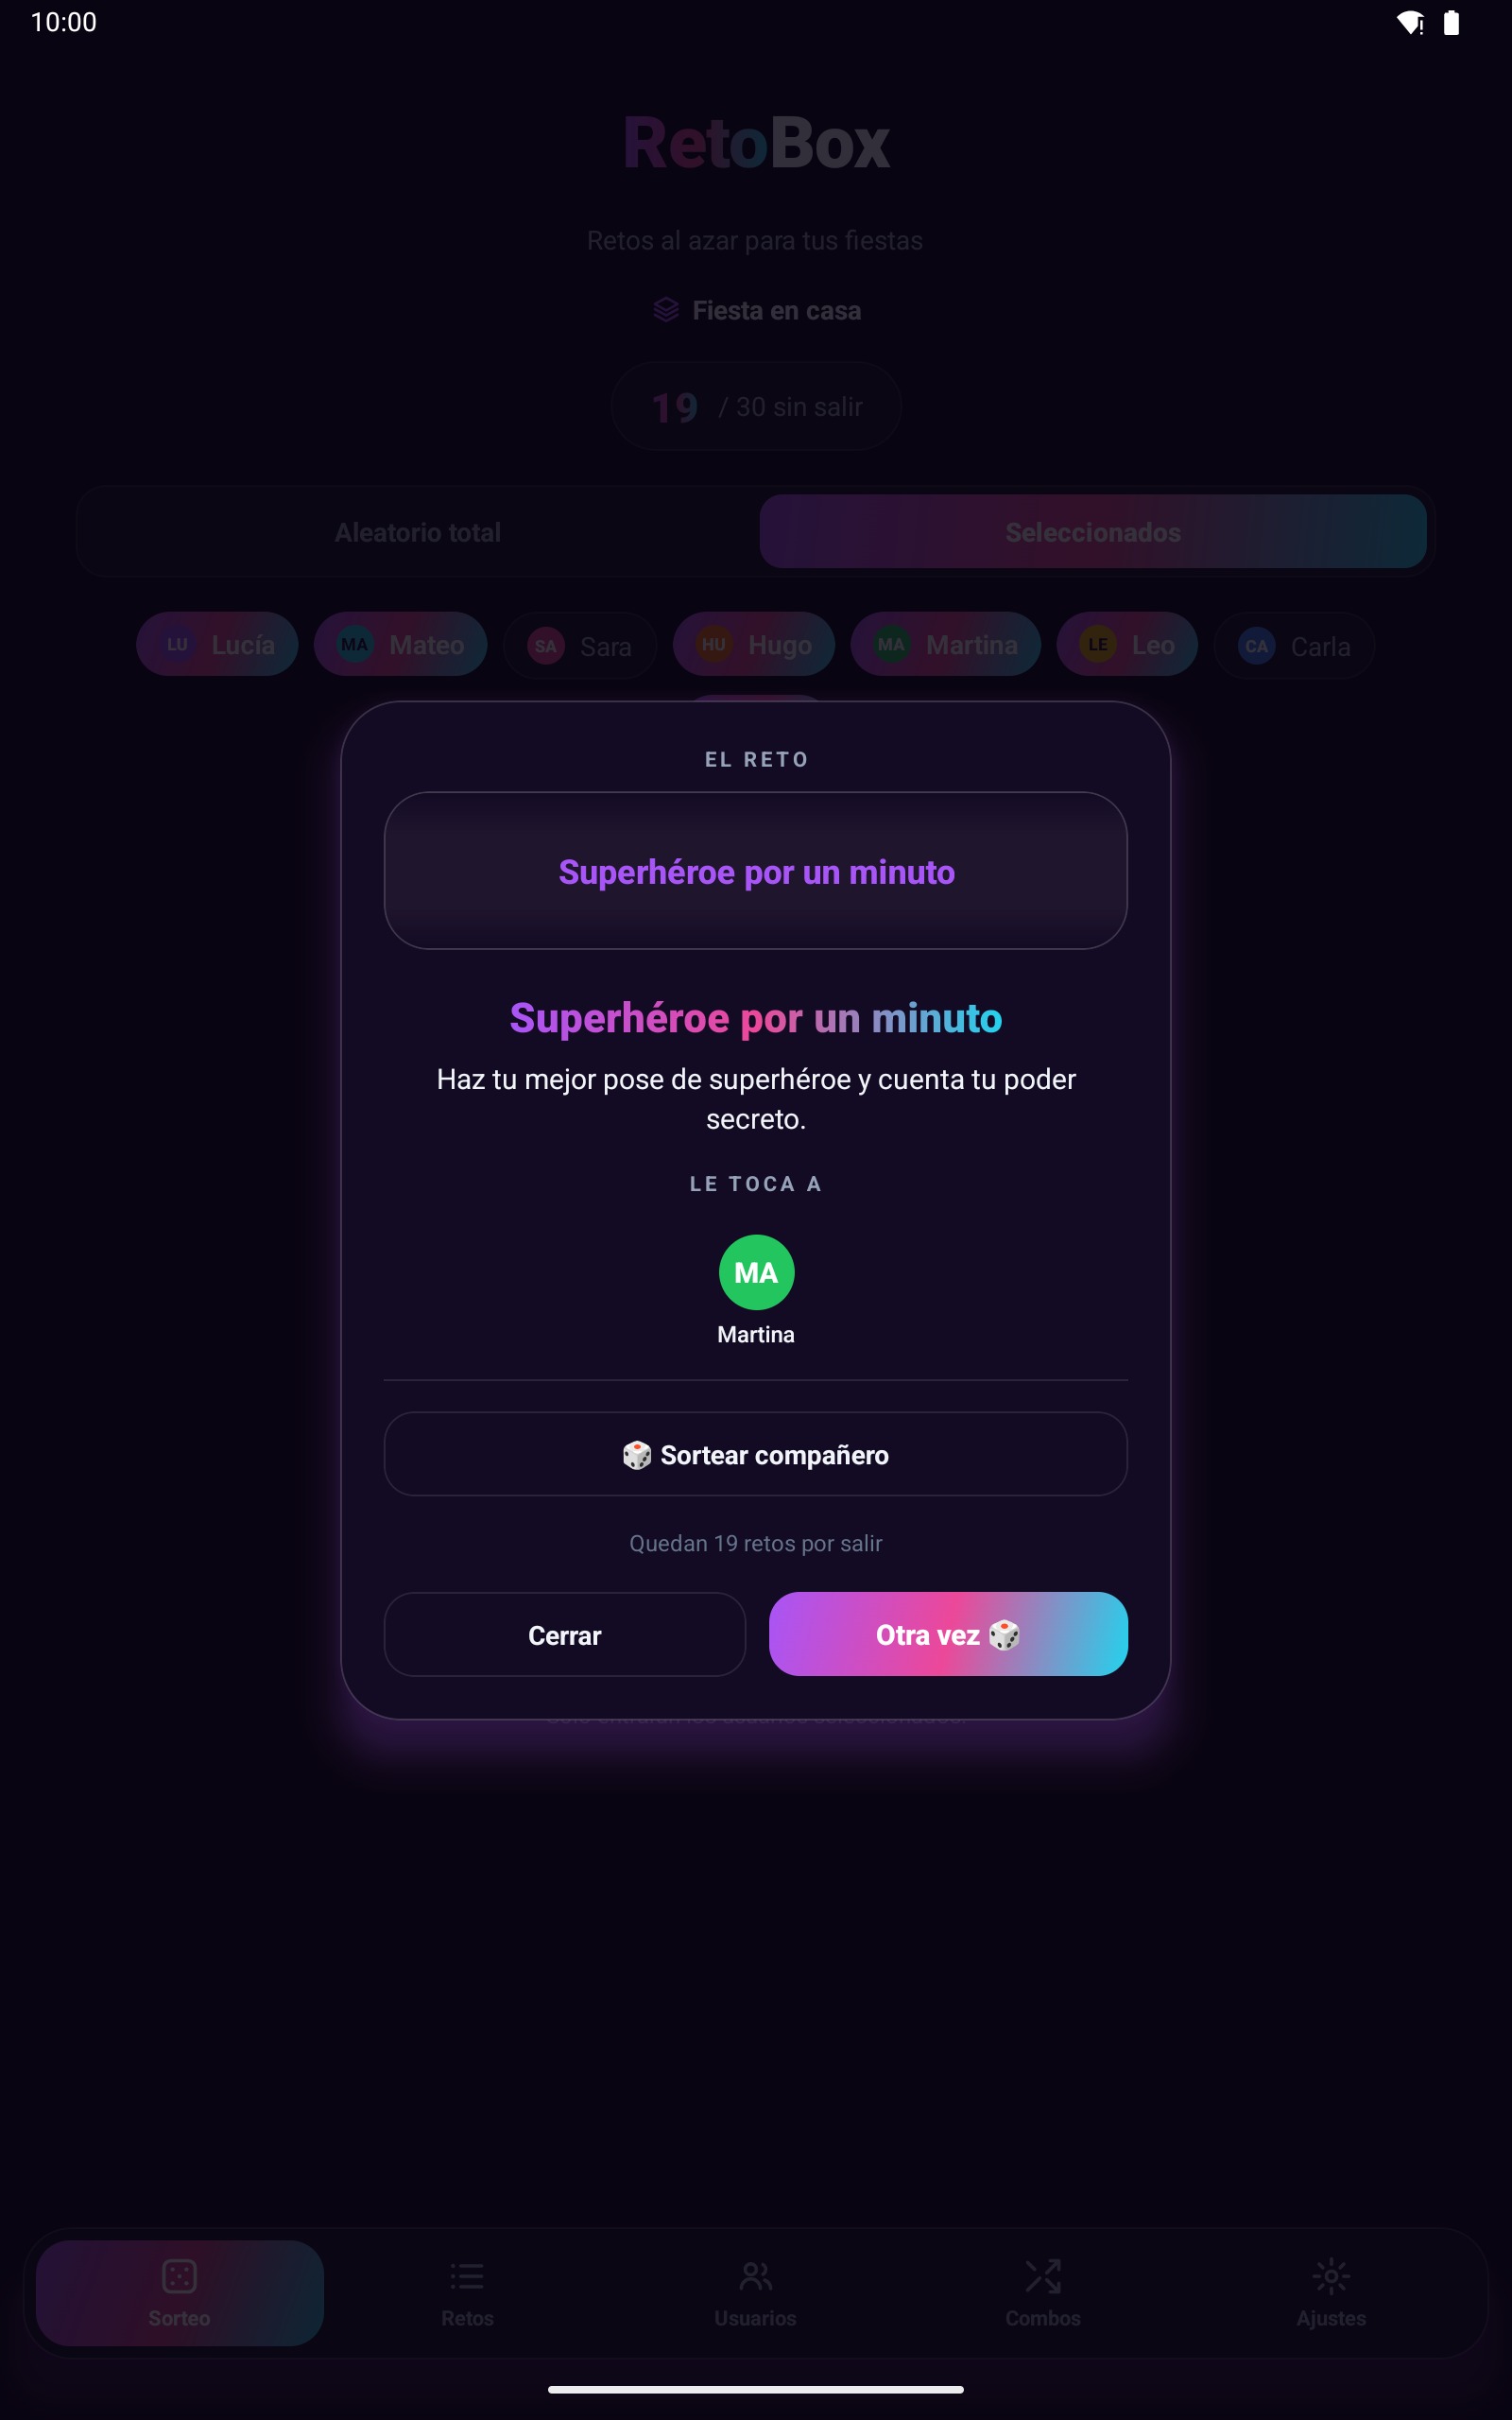 10:00
RetoBox
Retos al azar para tus fiestas
Fiesta en casa
19 / 30 sin salir
Aleatorio total
Seleccionados
LU Lucía
MA Mateo
SA Sara
HU Hugo
MA Martina
LE Leo
CA Carla
EL RETO
Superhéroe por un minuto
Superhéroe por un minuto
Haz tu mejor pose de superhéroe y cuenta tu poder
secreto.
LE TOCA A
MA
Martina
Sortear compañero
Quedan 19 retos por salir
Cerrar
Otra vez
Sorteo
Retos
Usuarios
Combos
Ajustes